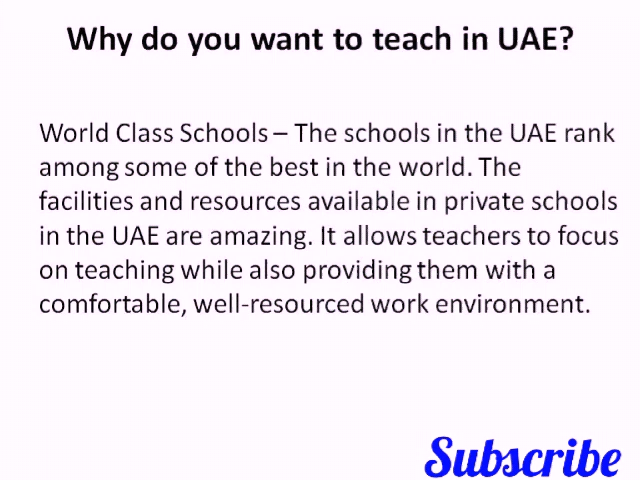 Why do you want to teach in UAE?
World Class Schools – The schools in the UAE rank
among some of the best in the world. The
facilities and resources available in private schools
in the UAE are amazing. It allows teachers to focus
on teaching while also providing them with a
comfortable, well-resourced work environment.
Subscribe